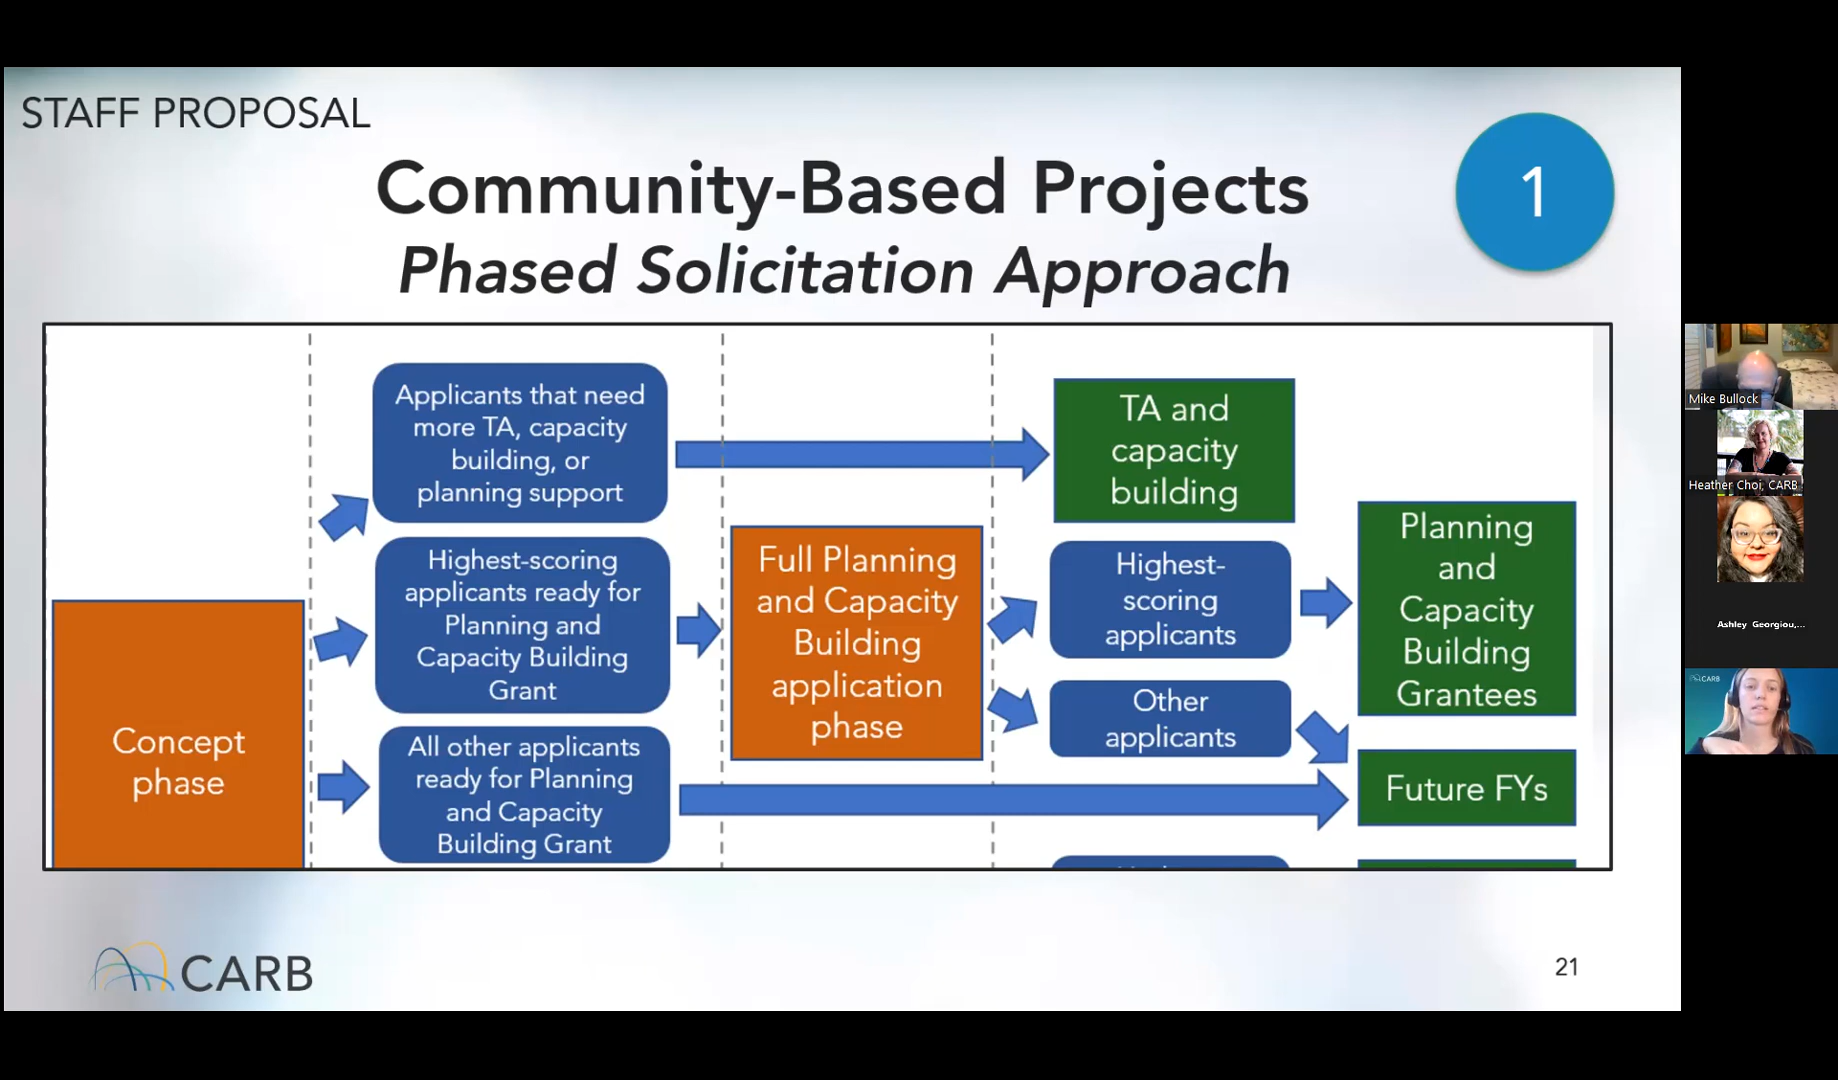 STAFF PROPOSAL
Community-Based Projects
Phased Solicitation Approach
1
Concept
phase
Applicants that need
more TA, capacity
building, or
planning support
Highest-scoring
applicants ready for
Planning and
Capacity Building
Grant
All other applicants
ready for Planning
and Capacity
Building Grant
Full Planning
and Capacity
Building
application
phase
TA and
capacity
building
Highest-
scoring
applicants
Other
applicants
Planning
and
Capacity
Building
Grantees
Future FYs
CARB
21
Mike Bullock
Heather Choi, CARB
Ashley Georgiou,...
CARB